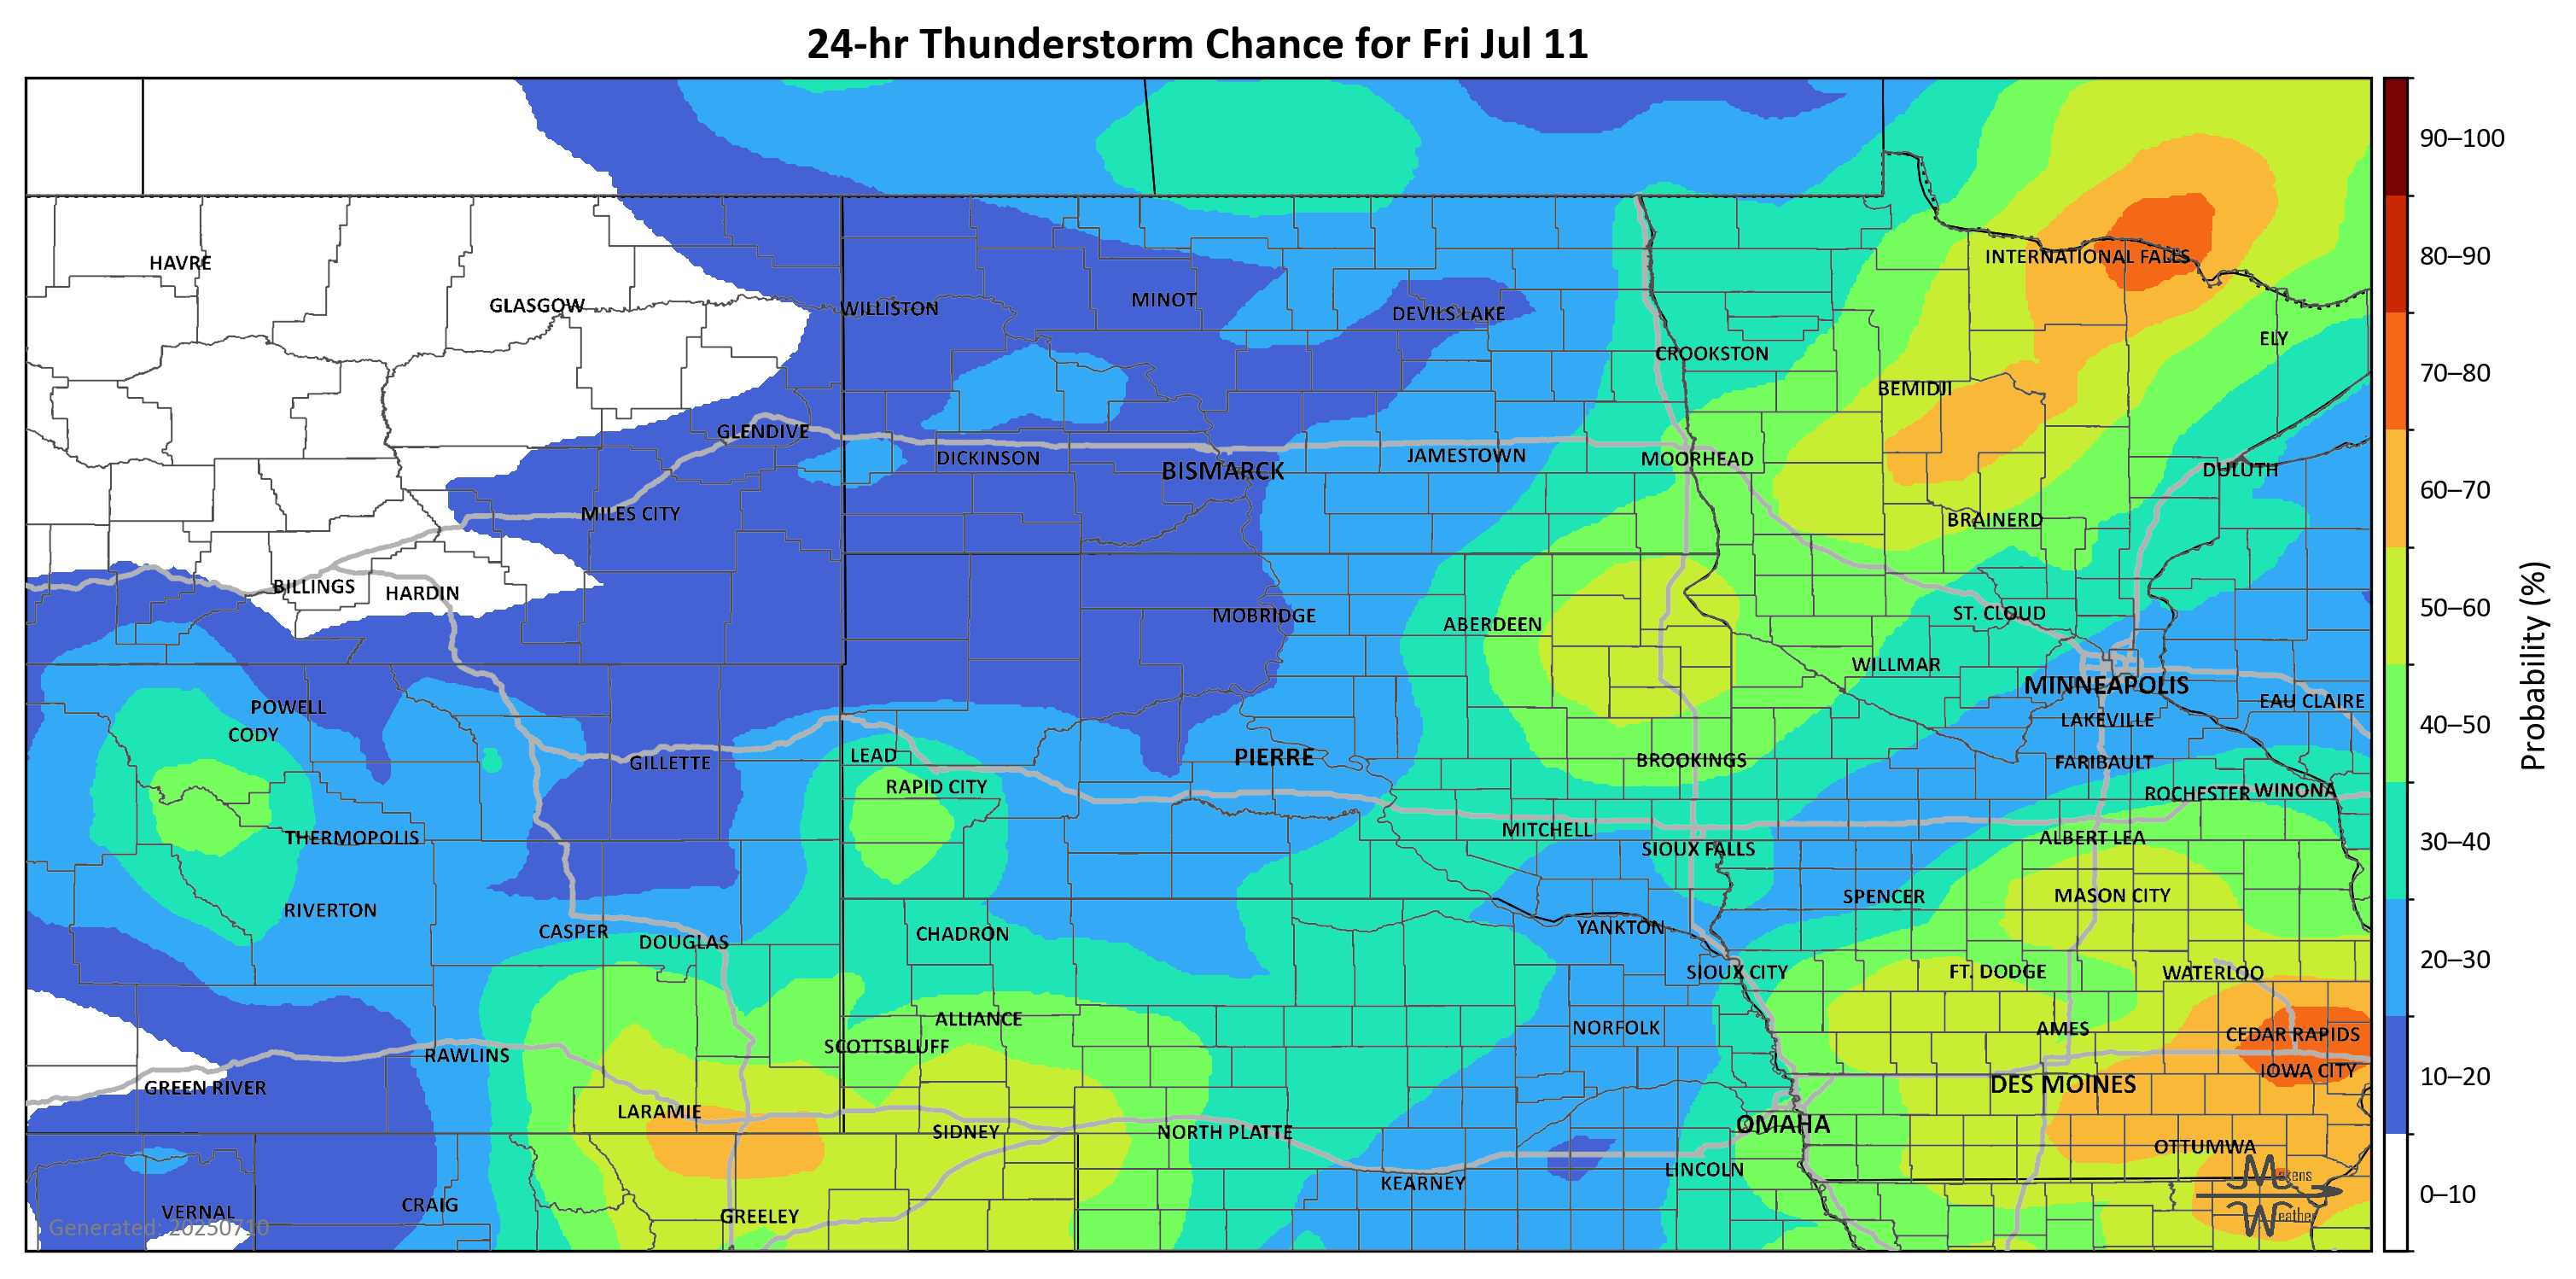 24-hr Thunderstorm Chance for Fri Jul 11
90–100
80–90
70–80
60–70
50–60
40–50
30–40
20–30
10–20
0–10
Probability (%)
HAVRE
GLASGOW
WILLISTON
MINOT
DEVILS LAKE
INTERNATIONAL FALLS
ELY
CROOKSTON
BEMIDJI
GLENDIVE
DICKINSON
BISMARCK
JAMESTOWN
MOORHEAD
DULUTH
MILES CITY
BRAINERD
BILLINGS
HARDIN
MOBRIDGE
ABERDEEN
ST. CLOUD
WILLMAR
MINNEAPOLIS
EAU CLAIRE
POWELL
CODY
LAKEVILLE
GILLETTE
LEAD
PIERRE
BROOKINGS
FARIBAULT
RAPID CITY
ROCHESTER
WINONA
THERMOPOLIS
MITCHELL
ALBERT LEA
SIOUX FALLS
RIVERTON
SPENCER
MASON CITY
CASPER
DOUGLAS
CHADRON
YANKTON
SIOUX CITY
FT. DODGE
WATERLOO
ALLIANCE
NORFOLK
AMES
CEDAR RAPIDS
SCOTTSBLUFF
RAWLINS
IOWA CITY
GREEN RIVER
DES MOINES
LARAMIE
OMAHA
SIDNEY
NORTH PLATTE
OTTUMWA
LINCOLN
KEARNEY
VERNAL
CRAIG
GREELEY
Generated: 20250710
Makens
Weather